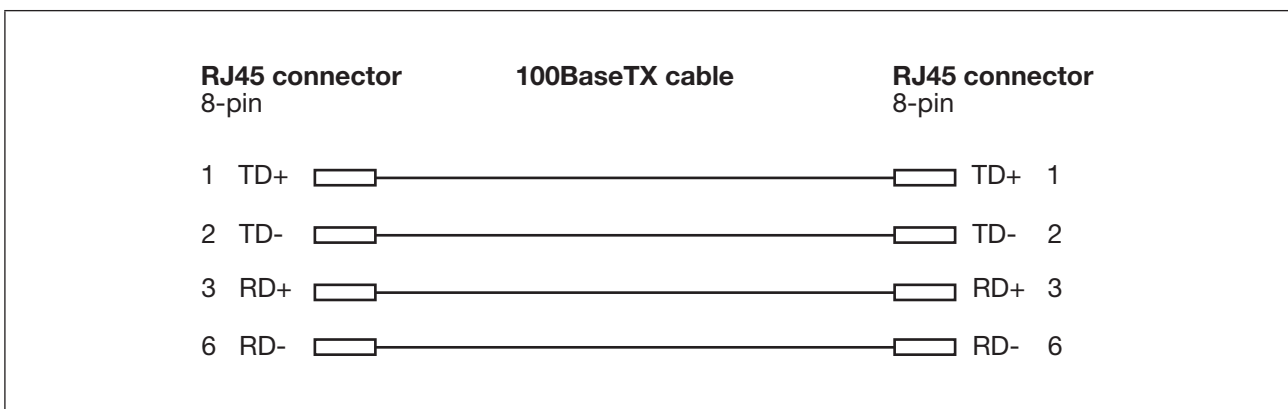 RJ45 connector 100BaseTX cable RJ45 connector
8-pin 8-pin
1 TD+ TD+ 1
2 TD- TD- 2
3 RD+ RD+ 3
6 RD- RD- 6